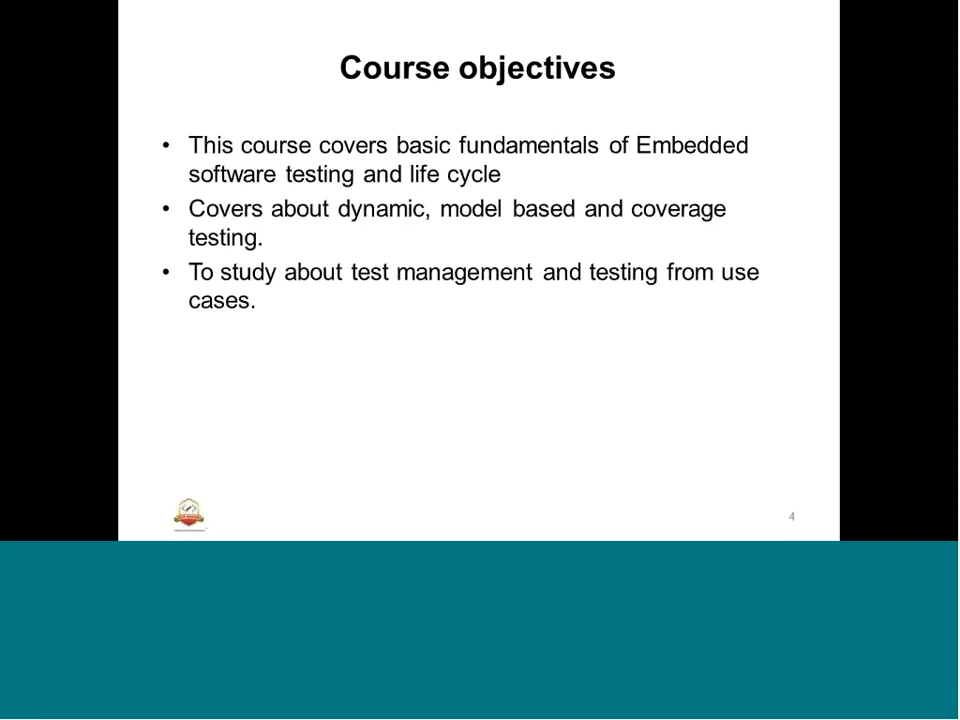 Course objectives
• This course covers basic fundamentals of Embedded
software testing and life cycle
• Covers about dynamic, model based and coverage
testing.
• To study about test management and testing from use
cases.
4